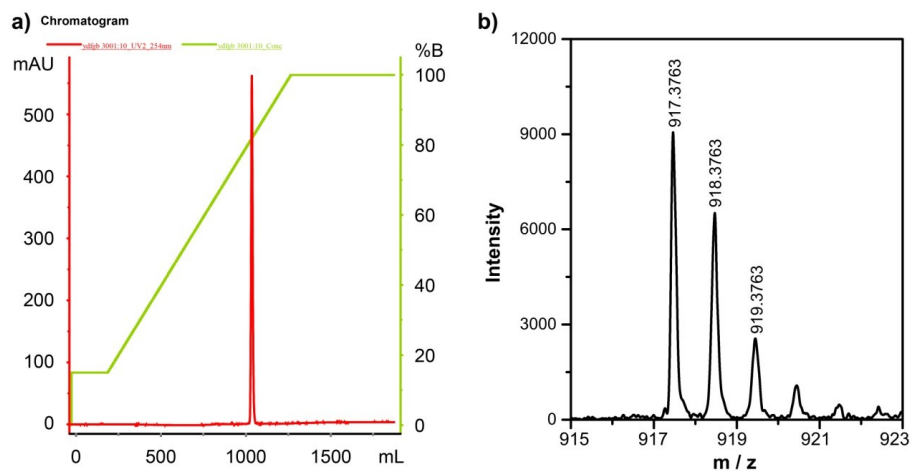 a) Chromatogram
ydfgb 3001:10_UV2_254nm ydfgb 3001:10_Conc
mAU %B
500
400
300
200
100
0
100
80
60
40
20
0
0 500 1000 1500 mL
b)
12000
9000
6000
3000
0
Intensity
917.3763
918.3763
919.3763
915 917 919 921 923
m / z